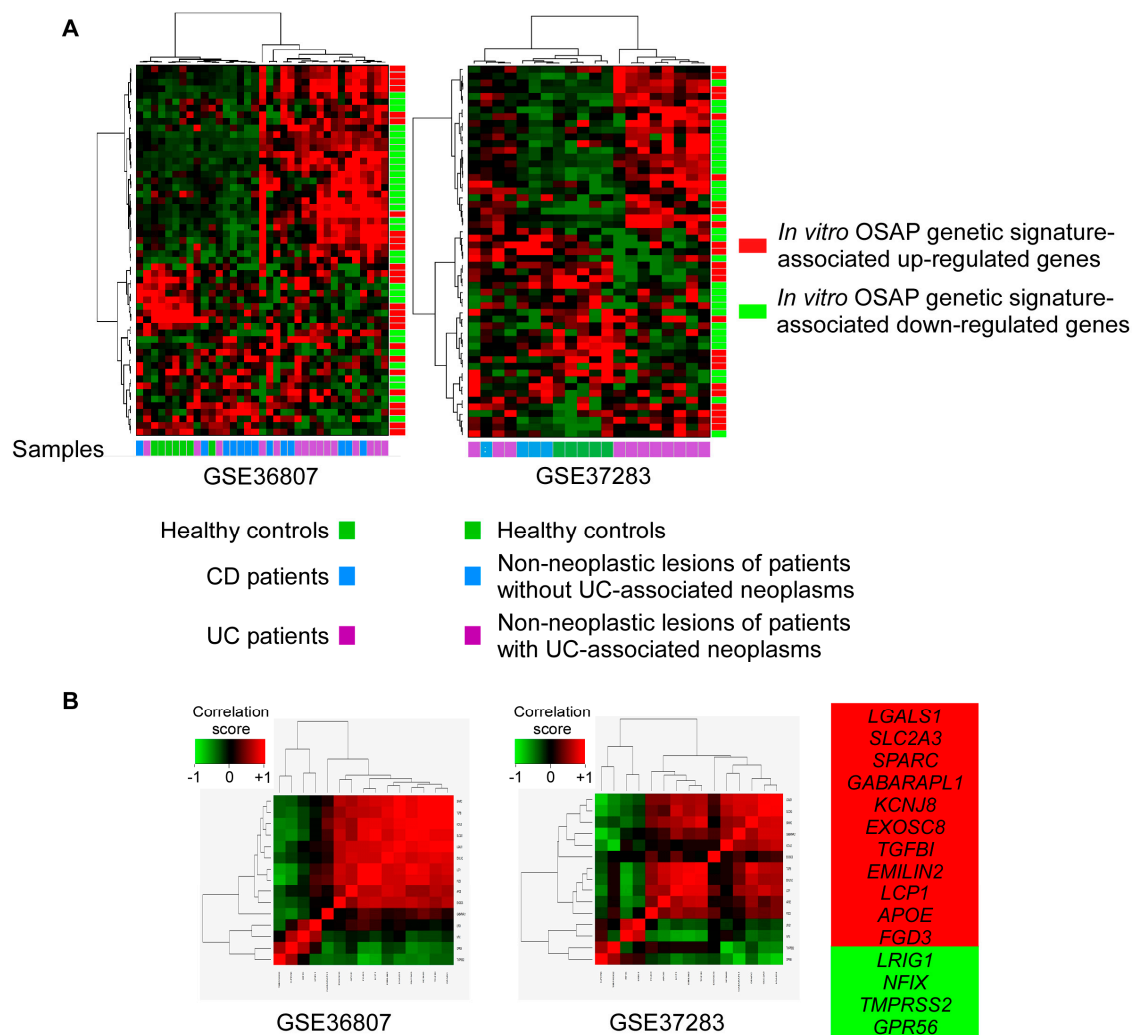 A
In vitro OSAP genetic signature-
associated up-regulated genes
In vitro OSAP genetic signature-
associated down-regulated genes
Samples
GSE36807
GSE37283
Healthy controls
CD patients
UC patients
Healthy controls
Non-neoplastic lesions of patients
without UC-associated neoplasms
Non-neoplastic lesions of patients
with UC-associated neoplasms
B
Correlation
score
-1 0 +1
GSE36807
Correlation
score
-1 0 +1
GSE37283
LGALS1
SLC2A3
SPARC
GABARAPL1
KCNJ8
EXOSC8
TGFBI
EMILIN2
LCP1
APOE
FGD3
LRIG1
NFIX
TMPRSS2
GPR56